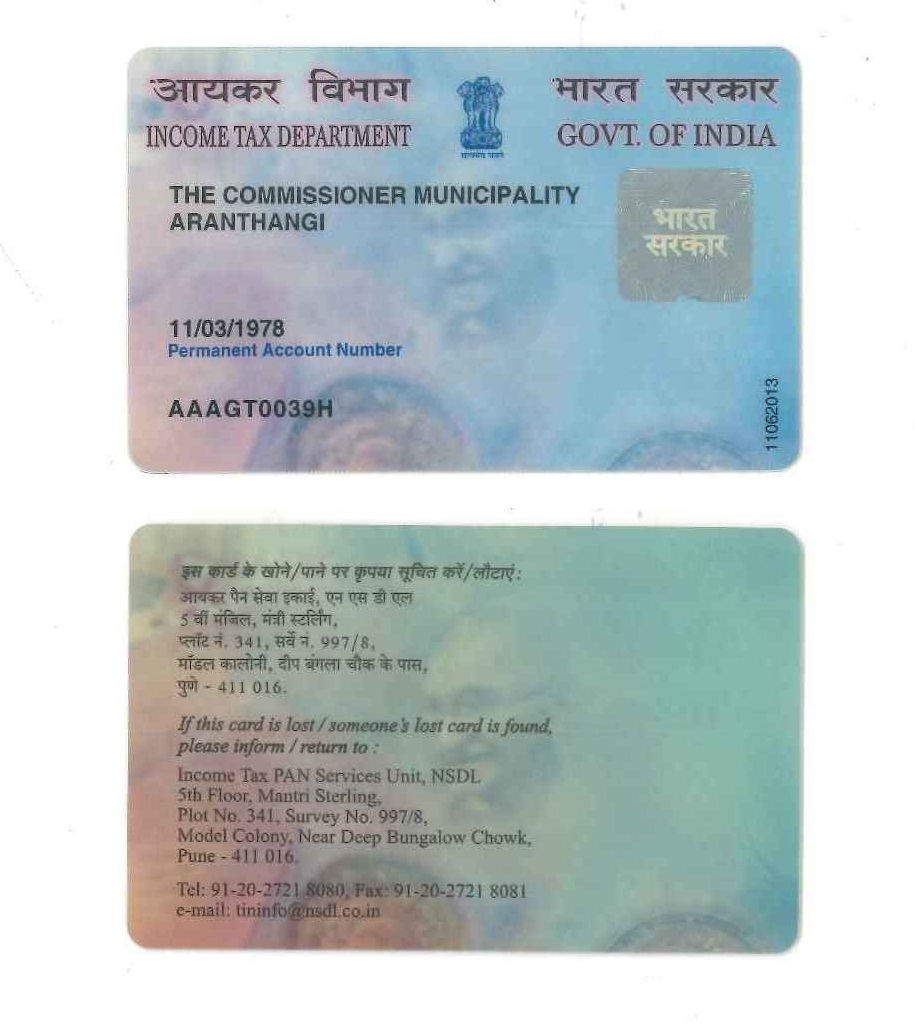 आयकर विभाग
INCOME TAX DEPARTMENT
भारत सरकार
GOVT. OF INDIA
सत्यमेव जयते
THE COMMISSIONER MUNICIPALITY
ARANTHANGI
भारत
सरकार
11/03/1978
Permanent Account Number
AAAGT0039H
11062013
इस कार्ड के खोने/पाने पर कृपया सूचित करें/लौटाएं:
आयकर पैन सेवा इकाई, एन एस डी एल
5 वीं मंजिल, मंत्री स्टर्लिंग,
प्लॉट नं. 341, सर्वे नं. 997/8,
मॉडल कालोनी, दीप बंगला चौक के पास,
पुणे - 411 016.
If this card is lost / someone's lost card is found,
please inform / return to :
Income Tax PAN Services Unit, NSDL
5th Floor, Mantri Sterling,
Plot No. 341, Survey No. 997/8,
Model Colony, Near Deep Bungalow Chowk,
Pune - 411 016.
Tel: 91-20-2721 8080, Fax: 91-20-2721 8081
e-mail: tininfo@nsdl.co.in